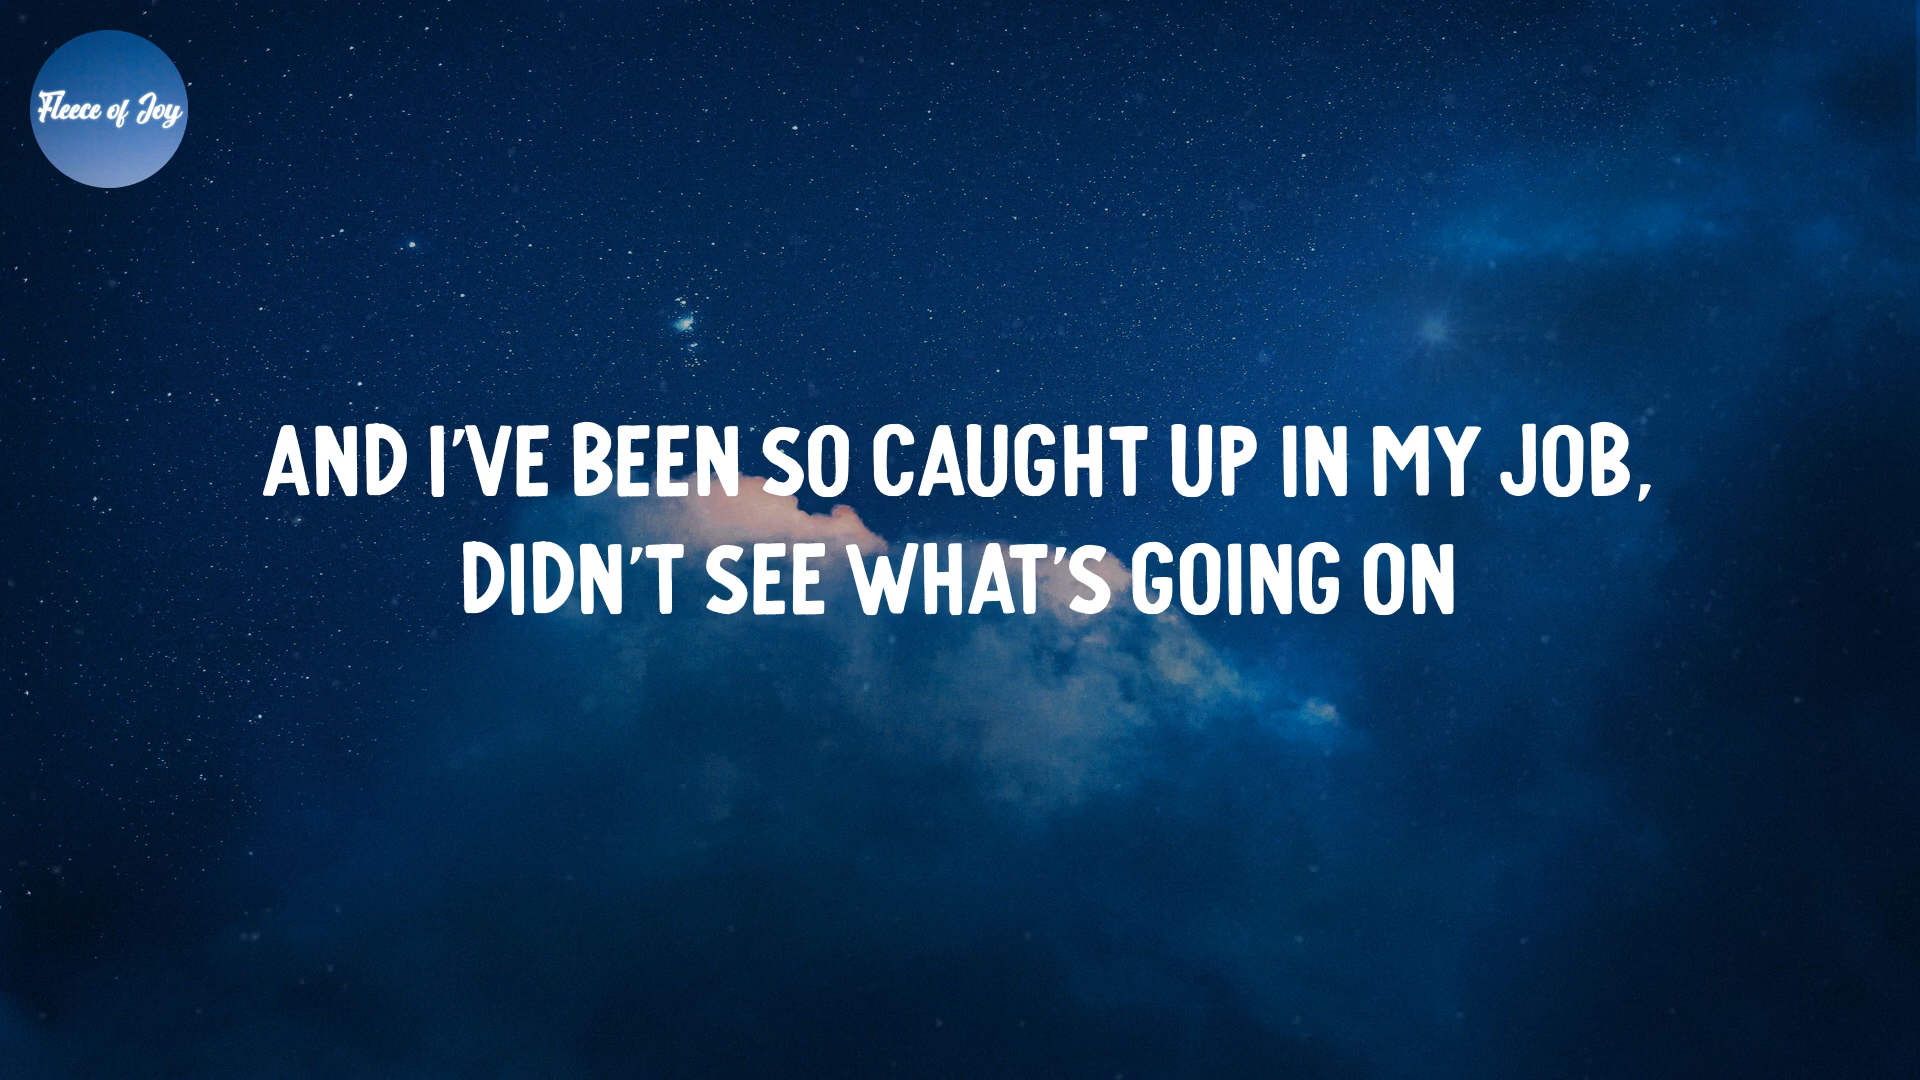 Fleece of Joy
AND I'VE BEEN SO CAUGHT UP IN MY JOB,
DIDN'T SEE WHAT'S GOING ON